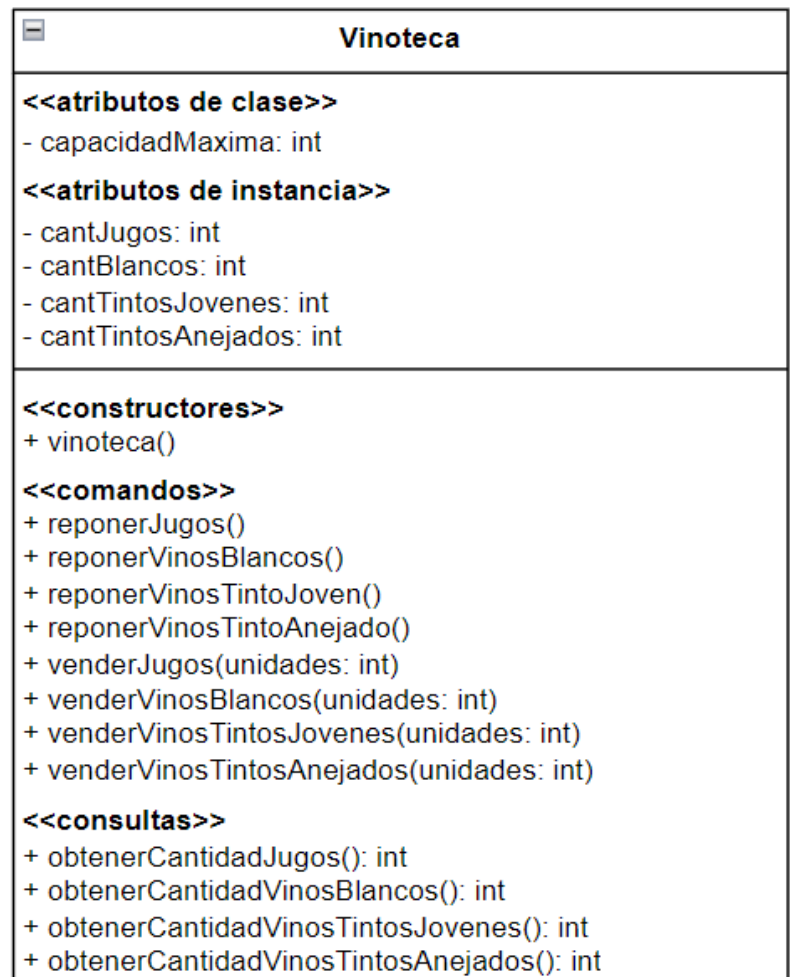 Vinoteca
<<atributos de clase>>
- capacidadMaxima: int
<<atributos de instancia>>
- cantJugos: int
- cantBlancos: int
- cantTintosJovenes: int
- cantTintosAnejados: int
<<constructores>>
+ vinoteca()
<<comandos>>
+ reponerJugos()
+ reponerVinosBlancos()
+ reponerVinosTintoJoven()
+ reponerVinosTintoAnejado()
+ venderJugos(unidades: int)
+ venderVinosBlancos(unidades: int)
+ venderVinosTintosJovenes(unidades: int)
+ venderVinosTintosAnejados(unidades: int)
<<consultas>>
+ obtenerCantidadJugos(): int
+ obtenerCantidadVinosBlancos(): int
+ obtenerCantidadVinosTintosJovenes(): int
+ obtenerCantidadVinosTintosAnejados(): int